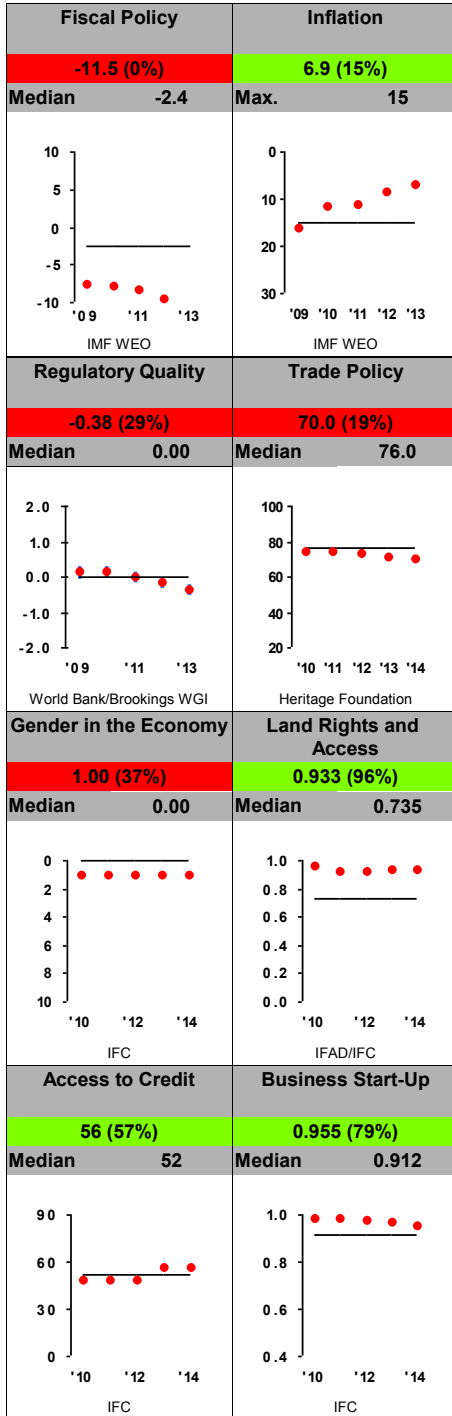 Fiscal Policy
-11.5 (0%)
Median -2.4
10
5
0
-5
-10
'09 '11 '13
IMF WEO
Inflation
6.9 (15%)
Max. 15
0
10
20
30
'09 '10 '11 '12 '13
IMF WEO
Regulatory Quality
-0.38 (29%)
Median 0.00
2.0
1.0
0.0
-1.0
-2.0
'09 '11 '13
World Bank/Brookings WGI
Trade Policy
70.0 (19%)
Median 76.0
100
80
60
40
20
'10 '11 '12 '13 '14
Heritage Foundation
Gender in the Economy
1.00 (37%)
Median 0.00
0
2
4
6
8
10
'10 '12 '14
IFC
Land Rights and
Access
0.933 (96%)
Median 0.735
1.0
0.8
0.6
0.4
0.2
0.0
'10 '12 '14
IFAD/IFC
Access to Credit
56 (57%)
Median 52
90
60
30
0
'10 '12 '14
IFC
Business Start-Up
0.955 (79%)
Median 0.912
1.0
0.8
0.6
0.4
'10 '12 '14
IFC